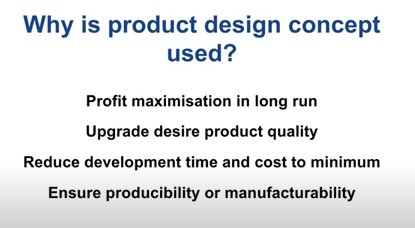 Why is product design concept
used?
Profit maximisation in long run
Upgrade desire product quality
Reduce development time and cost to minimum
Ensure producibility or manufacturability